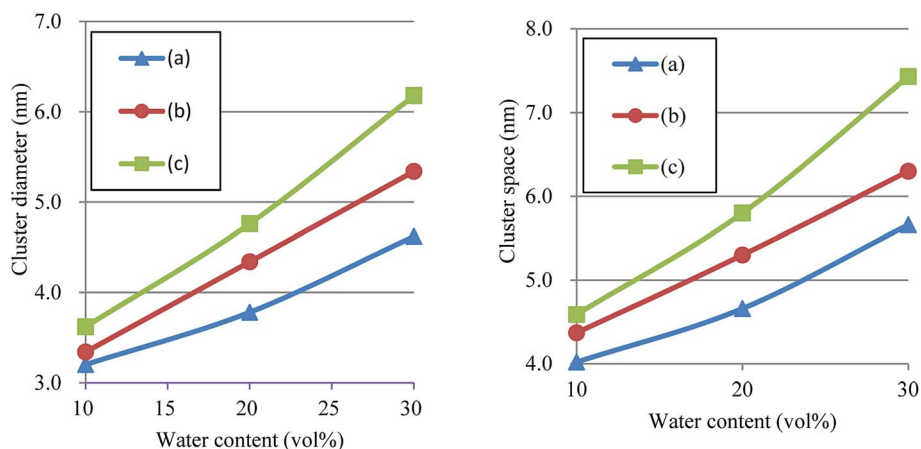 7.0
6.0
5.0
4.0
3.0
Cluster diameter (nm)
(a)
(b)
(c)
10 15 20 25 30
Water content (vol%)
8.0
7.0
6.0
5.0
4.0
Cluster space (nm)
(a)
(b)
(c)
10 20 30
Water content (vol%)